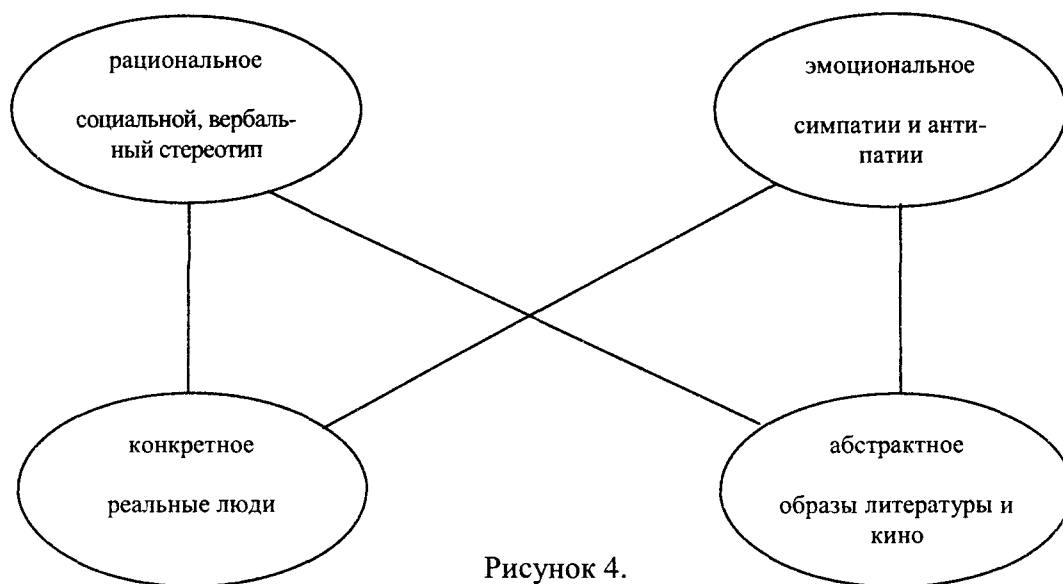 рациональное
социальной, вербаль-
ный стереотип
эмоциональное
симпатии и анти-
патии
конкретное
реальные люди
абстрактное
образы литературы и
кино
Рисунок 4.